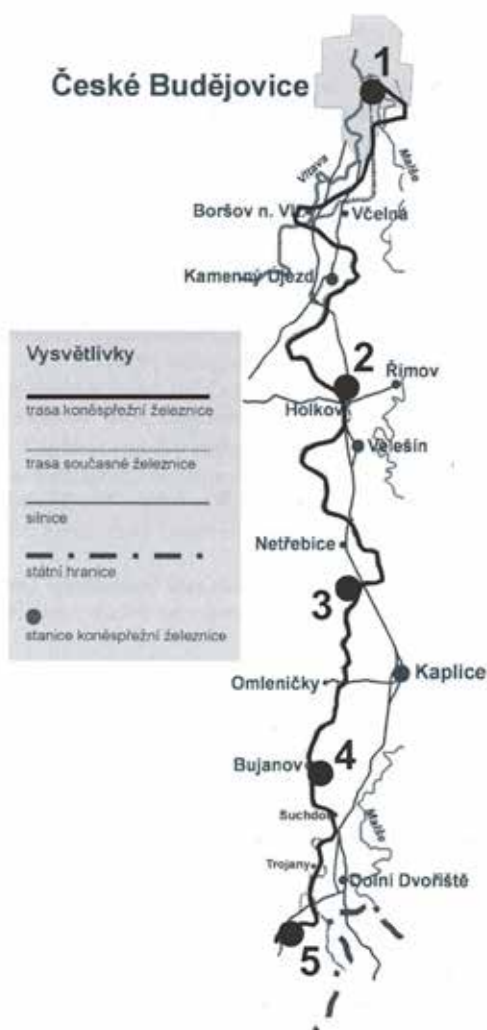 1
České Budějovice
Vltava
Malše
Boršov n. Vlt.
Včelná
Kamenný Újezd
2
Římov
Holkov
Velešín
Vysvětlivky
trasa koněspřežní železnice
trasa současné železnice
silnice
státní hranice
stanice koněspřežní železnice
Netřebice
3
Kaplice
Omleničky
Bujanov
4
Suchdol
Malše
Trojany
Dolní Dvořiště
5